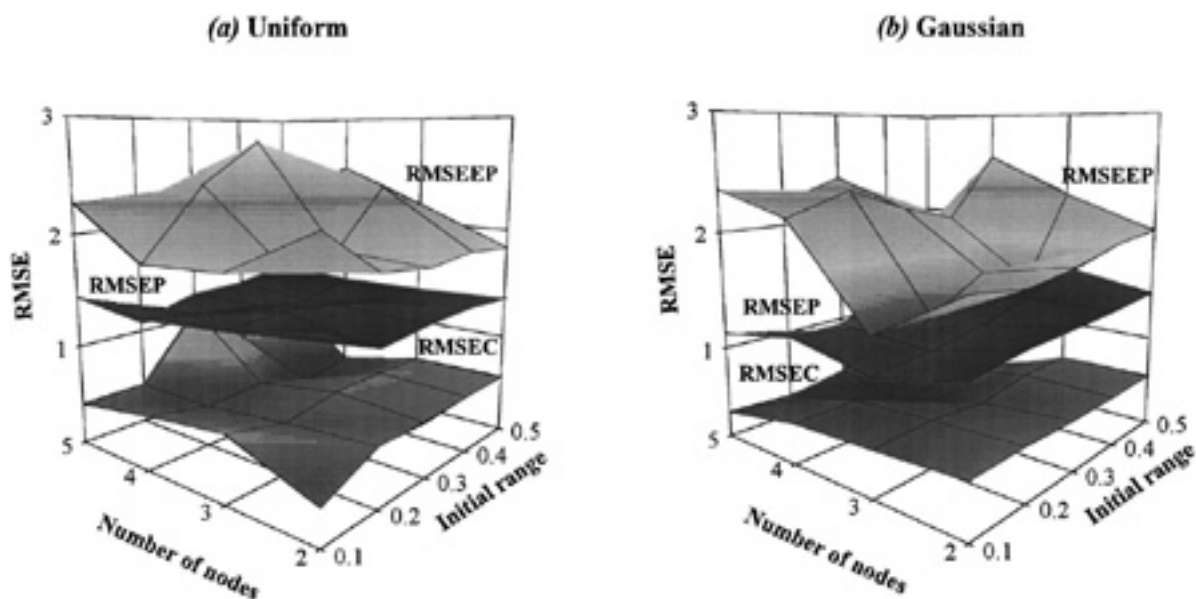 (a) Uniform
3
2
1
RMSE
RMSEEP
RMSEP
RMSEC
5
4
3
2
Number of nodes
0.1
0.2
0.3
0.4
0.5
Initial range
(b) Gaussian
3
2
1
RMSE
RMSEEP
RMSEP
RMSEC
5
4
3
2
Number of nodes
0.1
0.2
0.3
0.4
0.5
Initial range